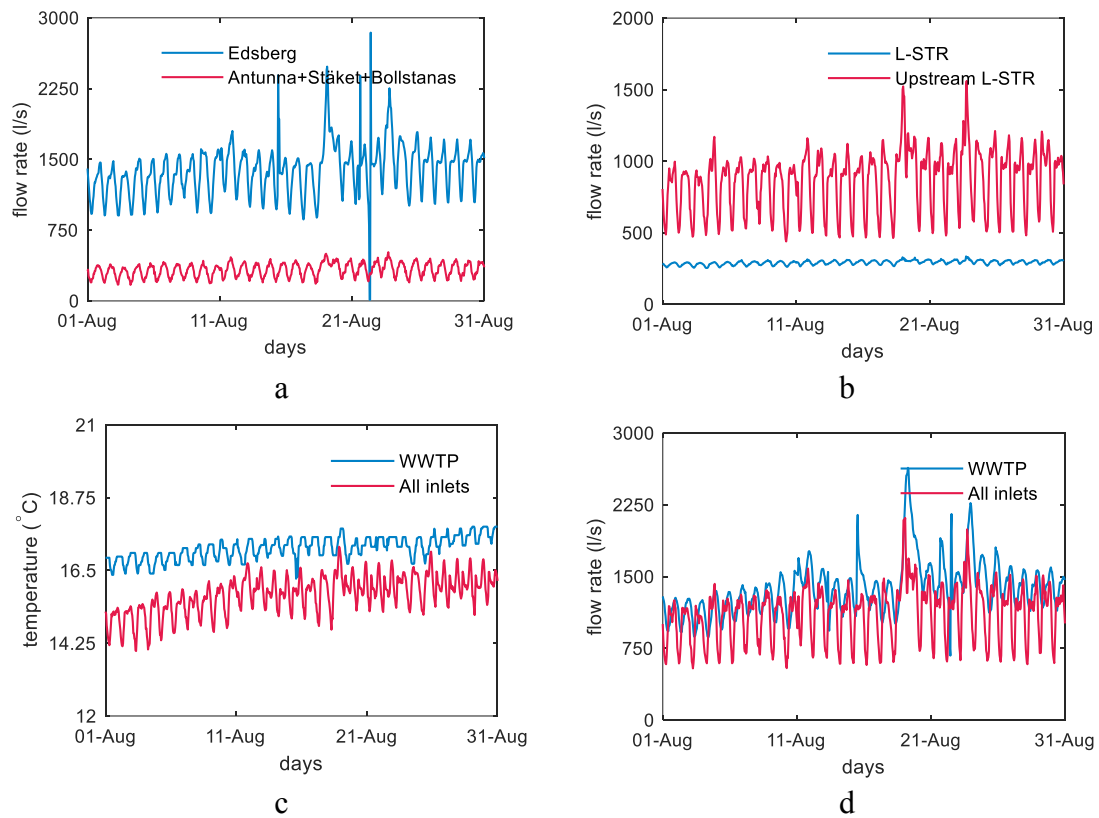 3000
2250
1500
750
0
flow rate (l/s)
Edsberg
Antunna+Stäket+Bollstanas
01-Aug 11-Aug 21-Aug 31-Aug
days
a
2000
1500
1000
500
0
flow rate (l/s)
L-STR
Upstream L-STR
01-Aug 11-Aug 21-Aug 31-Aug
days
b
21
18.75
16.5
14.25
12
temperature (°C)
WWTP
All inlets
01-Aug 11-Aug 21-Aug 31-Aug
days
c
3000
2250
1500
750
0
flow rate (l/s)
WWTP
All inlets
01-Aug 11-Aug 21-Aug 31-Aug
days
d